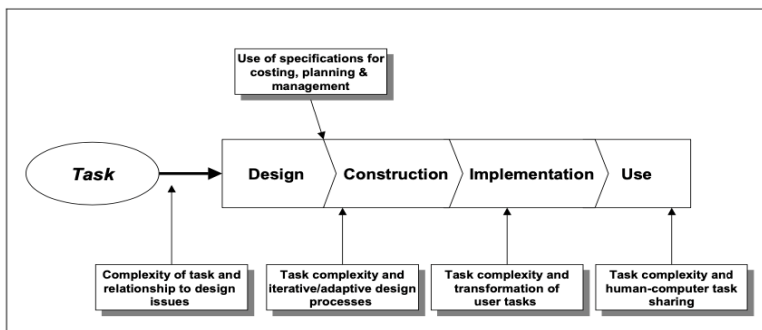 Use of specifications for
costing, planning &
management
Task
Design
Construction
Implementation
Use
Complexity of task and
relationship to design
issues
Task complexity and
iterative/adaptive design
processes
Task complexity and
transformation of
user tasks
Task complexity and
human-computer task
sharing